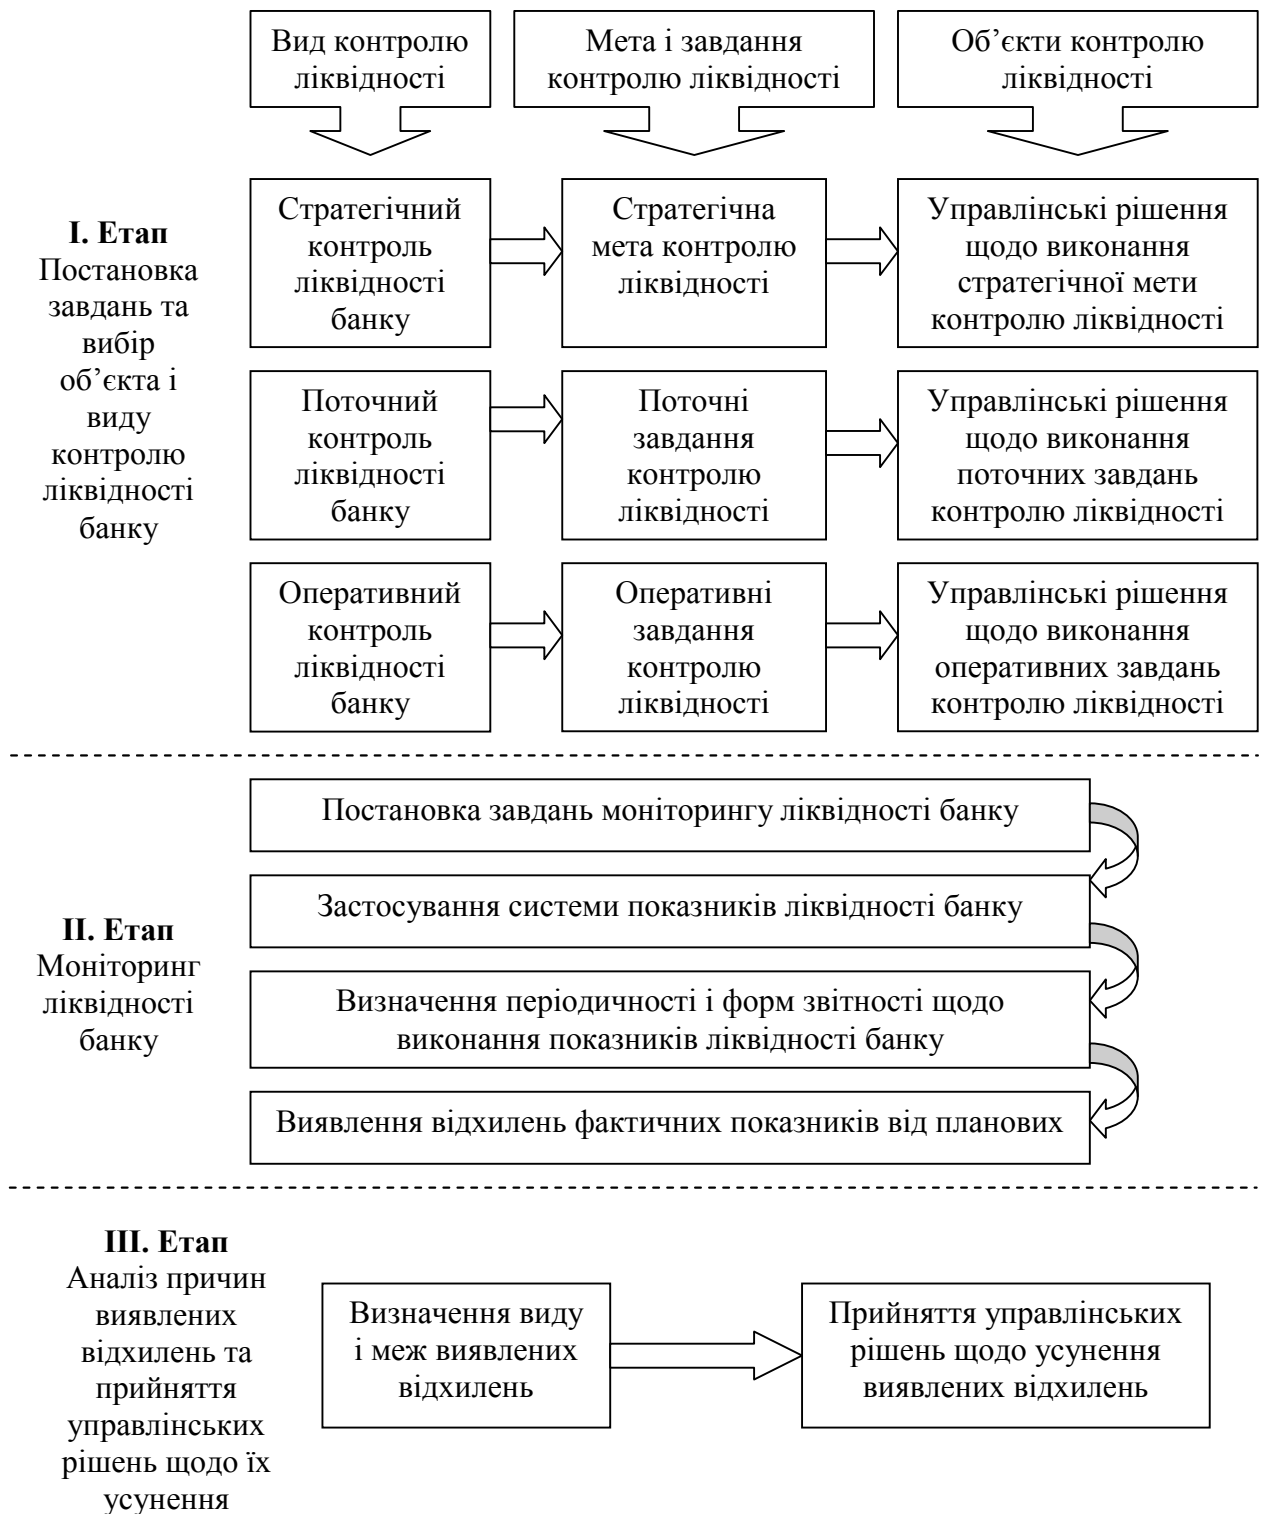 Вид контролю
ліквідності
Мета і завдання
контролю ліквідності
Об’єкти контролю
ліквідності
I. Етап
Постановка
завдань та
вибір
об’єкта і
виду
контролю
ліквідності
банку
Стратегічний
контроль
ліквідності
банку
Стратегічна
мета контролю
ліквідності
Управлінські рішення
щодо виконання
стратегічної мети
контролю ліквідності
Поточний
контроль
ліквідності
банку
Поточні
завдання
контролю
ліквідності
Управлінські рішення
щодо виконання
поточних завдань
контролю ліквідності
Оперативний
контроль
ліквідності
банку
Оперативні
завдання
контролю
ліквідності
Управлінські рішення
щодо виконання
оперативних завдань
контролю ліквідності
II. Етап
Моніторинг
ліквідності
банку
Постановка завдань моніторингу ліквідності банку
Застосування системи показників ліквідності банку
Визначення періодичності і форм звітності щодо
виконання показників ліквідності банку
Виявлення відхилень фактичних показників від планових
III. Етап
Аналіз причин
виявлених
відхилень та
прийняття
управлінських
рішень щодо їх
усунення
Визначення виду
і меж виявлених
відхилень
Прийняття управлінських
рішень щодо усунення
виявлених відхилень